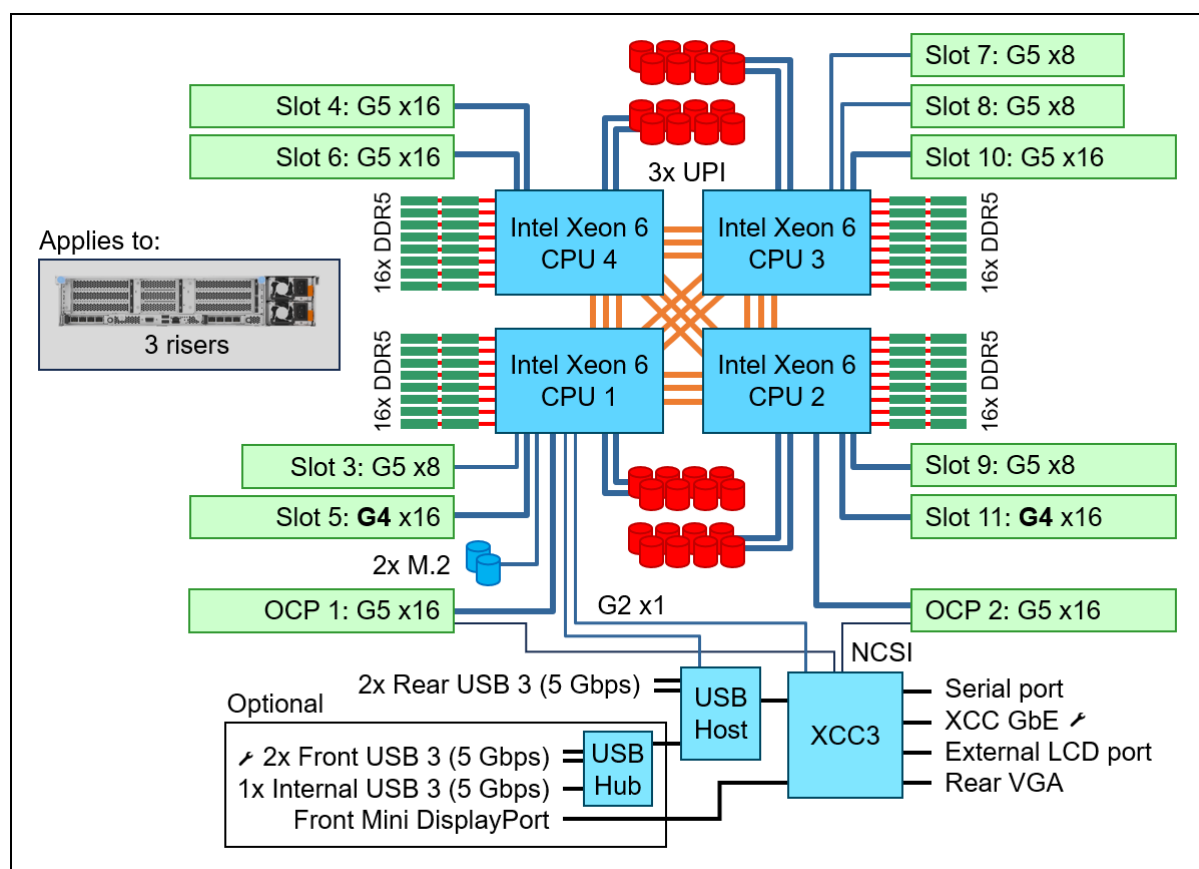 Slot 7: G5 x8
Slot 4: G5 x16
Slot 8: G5 x8
Slot 6: G5 x16
Slot 10: G5 x16
3x UPI
16x DDR5
Intel Xeon 6
CPU 4
Intel Xeon 6
CPU 3
16x DDR5
Applies to:
3 risers
16x DDR5
Intel Xeon 6
CPU 1
Intel Xeon 6
CPU 2
16x DDR5
Slot 3: G5 x8
Slot 9: G5 x8
Slot 5: G4 x16
Slot 11: G4 x16
2x M.2
OCP 1: G5 x16
G2 x1
OCP 2: G5 x16
NCSI
2x Rear USB 3 (5 Gbps)
USB
Host
XCC3
Serial port
XCC GbE
External LCD port
Rear VGA
Optional
2x Front USB 3 (5 Gbps)
1x Internal USB 3 (5 Gbps)
USB
Hub
Front Mini DisplayPort